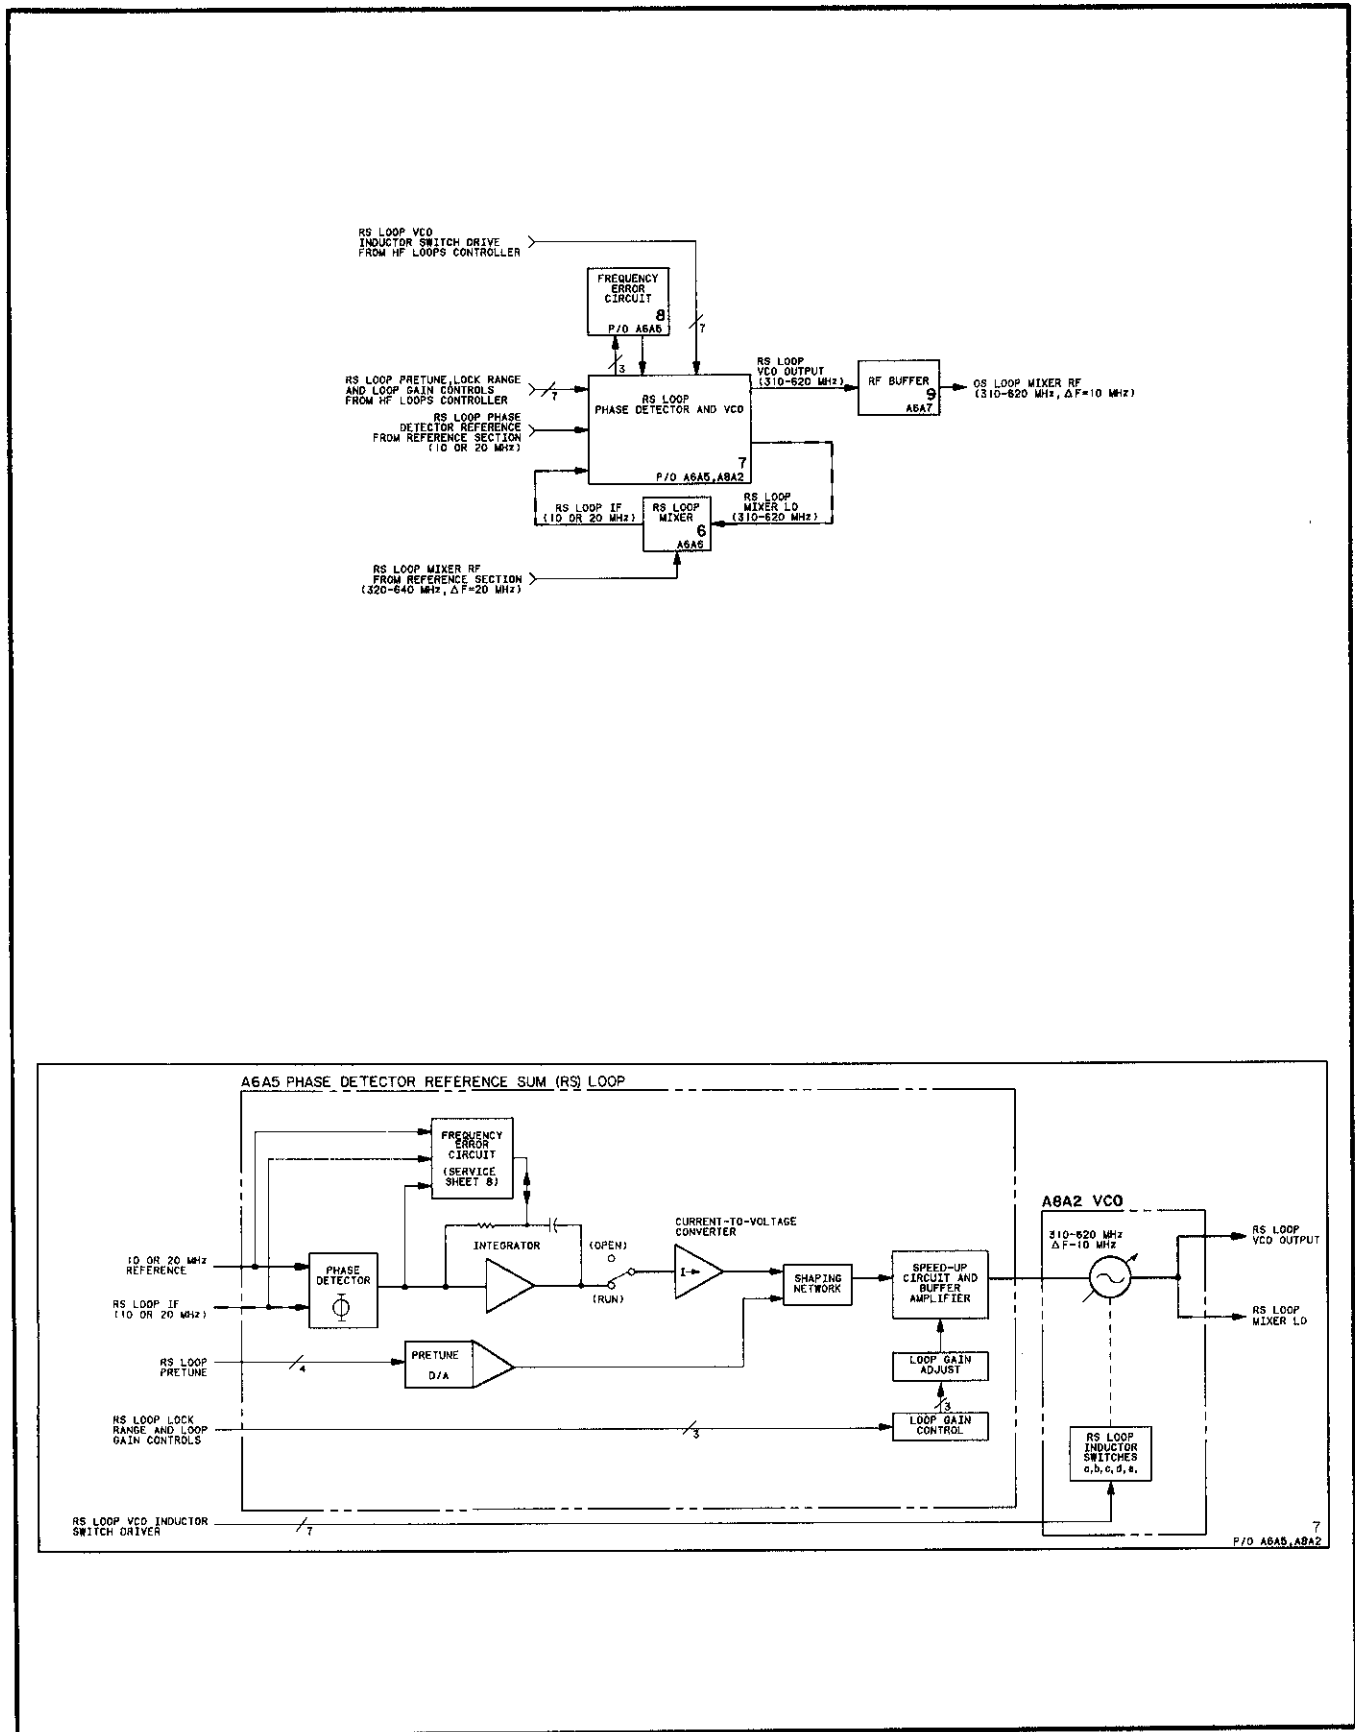 RS LOOP VCO
INDUCTOR SWITCH DRIVE
FROM HF LOOPS CONTROLLER
FREQUENCY
ERROR
CIRCUIT
8
P/O A6A5
7
3
RS LOOP PRETUNE, LOCK RANGE
AND LOOP GAIN CONTROLS
FROM HF LOOPS CONTROLLER
7
RS LOOP PHASE
DETECTOR REFERENCE
FROM REFERENCE SECTION
(10 OR 20 MHz)
RS LOOP
PHASE DETECTOR AND VCO
7
P/O A6A5,A8A2
RS LOOP
VCO OUTPUT
(310-620 MHz)
RF BUFFER
9
A6A7
OS LOOP MIXER RF
(310-620 MHz, ΔF=10 MHz)
RS LOOP IF
(10 OR 20 MHz)
RS LOOP
MIXER
6
A6A6
RS LOOP
MIXER LO
(310-620 MHz)
RS LOOP MIXER RF
FROM REFERENCE SECTION
(320-640 MHz, ΔF=20 MHz)
A6A5 PHASE DETECTOR REFERENCE SUM (RS) LOOP
FREQUENCY
ERROR
CIRCUIT
(SERVICE
SHEET 8)
10 OR 20 MHz
REFERENCE
RS LOOP IF
(10 OR 20 MHz)
PHASE
DETECTOR
Φ
INTEGRATOR
(OPEN)
(RUN)
CURRENT-TO-VOLTAGE
CONVERTER
I→
SHAPING
NETWORK
SPEED-UP
CIRCUIT AND
BUFFER
AMPLIFIER
A8A2 VCO
310-620 MHz
ΔF-10 MHz
RS LOOP
VCO OUTPUT
RS LOOP
MIXER LO
RS LOOP
PRETUNE
4
PRETUNE
D/A
LOOP GAIN
ADJUST
3
RS LOOP LOCK
RANGE AND LOOP
GAIN CONTROLS
3
LOOP GAIN
CONTROL
RS LOOP
INDUCTOR
SWITCHES
a,b,c,d,e,
RS LOOP VCO INDUCTOR
SWITCH DRIVER
7
7
P/O A6A5,A8A2